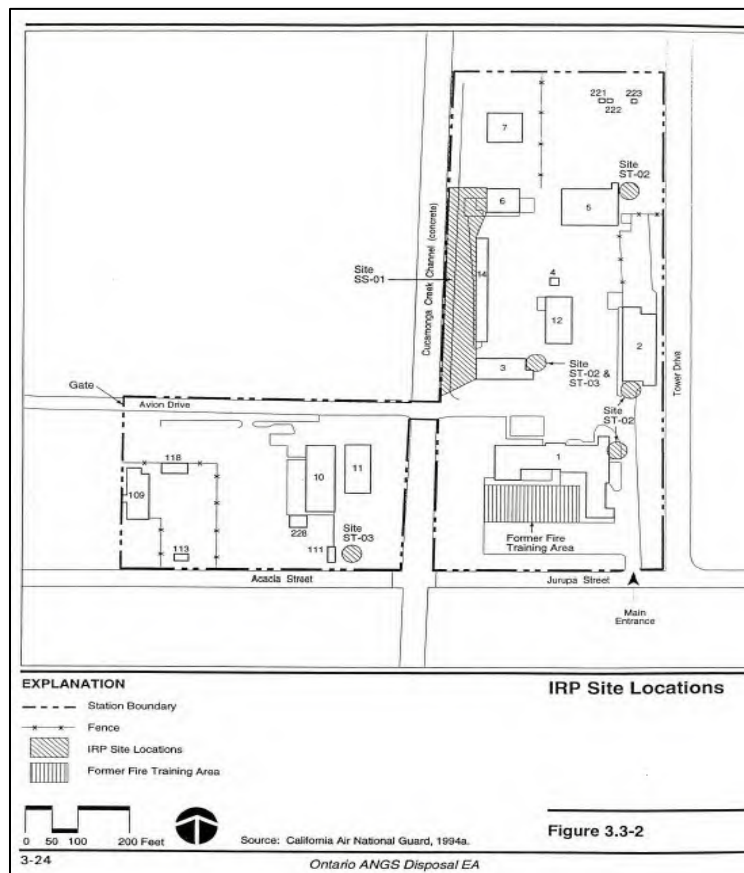 221
223
222
7
Site
ST-02
6
5
Cucamonga Creek Channel (concrete)
Site
SS-01
14
4
12
2
Tower Drive
3
Site
ST-02 &
ST-03
Gate
Avion Drive
Site
ST-02
118
109
10
11
1
228
Site
ST-03
113
111
Former Fire
Training Area
Acacia Street
Jurupa Street
Main
Entrance
EXPLANATION
Station Boundary
Fence
IRP Site Locations
Former Fire Training Area
IRP Site Locations
0 50 100 200 Feet
Source: California Air National Guard, 1994a.
Figure 3.3-2
3-24
Ontario ANGS Disposal EA